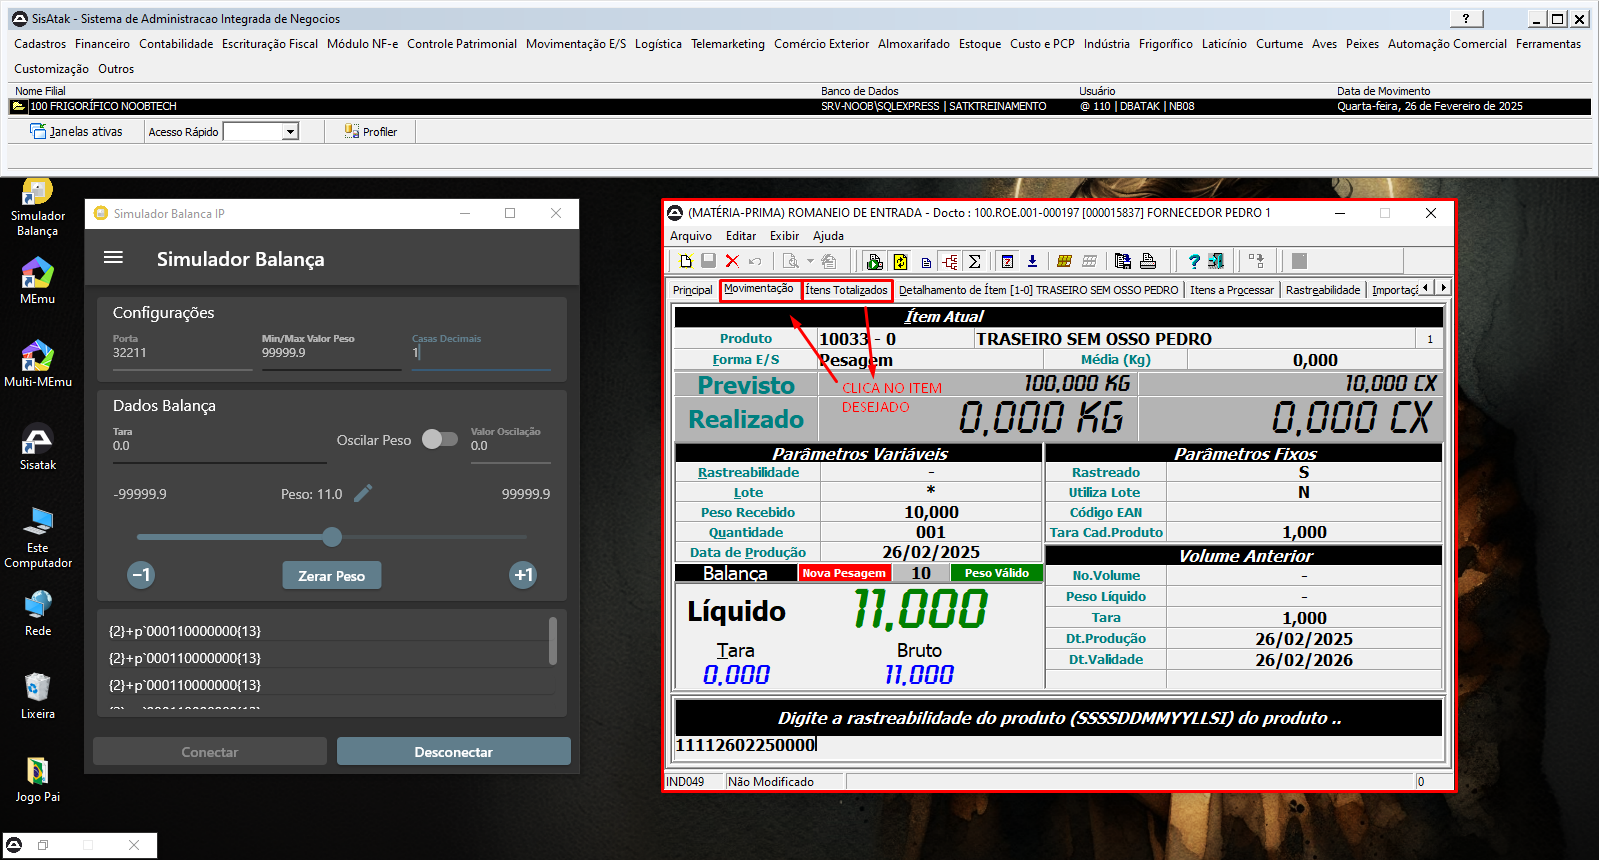 SisAtak - Sistema de Administracao Integrada de Negocios
?
Cadastros Financeiro Contabilidade Escrituração Fiscal Módulo NF-e Controle Patrimonial Movimentação E/S Logística Telemarketing Comércio Exterior Almoxarifado Estoque Custo e PCP Indústria Frigorífico Laticínio Curtume Aves Peixes Automação Comercial Ferramentas
Customização Outros
Nome Filial Banco de Dados Usuário Data de Movimento
100 FRIGORÍFICO NOOBTECH SRV-NOOB\SQLEXPRESS | SATKTREINAMENTO @ 110 | DBATAK | NB08 Quarta-feira, 26 de Fevereiro de 2025
Janelas ativas Acesso Rápido Profiler
Simulador
Balança
MEmu
Multi-MEmu
Sisatak
Este
Computador
Rede
Lixeira
Jogo Pai
Simulador Balanca IP
Simulador Balança
Configurações
Porta Min/Max Valor Peso Casas Decimais
32211 99999.9 1
Dados Balança
Tara Oscilar Peso Valor Oscilação
0.0 0.0
-99999.9 Peso: 11.0 99999.9
-1 Zerar Peso +1
{2}+p`000110000000{13}
{2}+p`000110000000{13}
{2}+p`000110000000{13}
{2}+p`000110000000{13}
Conectar Desconectar
(MATÉRIA-PRIMA) ROMANEIO DE ENTRADA - Docto : 100.ROE.001-000197 [000015837] FORNECEDOR PEDRO 1
Arquivo Editar Exibir Ajuda
Principal Movimentação Ítens Totalizados Detalhamento de Ítem [1-0] TRASEIRO SEM OSSO PEDRO Itens a Processar Rastreabilidade Importaç
Ítem Atual
Produto 10033 - 0 TRASEIRO SEM OSSO PEDRO 1
Forma E/S Pesagem Média (Kg) 0,000
Previsto 100,000 KG 10,000 CX
CLICA NO ITEM
DESEJADO
Realizado 0,000 KG 0,000 CX
Parâmetros Variáveis
Rastreabilidade -
Lote *
Peso Recebido 10,000
Quantidade 001
Data de Produção 26/02/2025
Balança Nova Pesagem 10 Peso Válido
Líquido 11,000
Tara Bruto
0,000 11,000
Parâmetros Fixos
Rastreado S
Utiliza Lote N
Código EAN
Tara Cad.Produto 1,000
Volume Anterior
No.Volume -
Peso Líquido -
Tara 1,000
Dt.Produção 26/02/2025
Dt.Validade 26/02/2026
Digite a rastreabilidade do produto (SSSSDDMMYYLLSI) do produto ..
11112602250000
IND049 Não Modificado 0